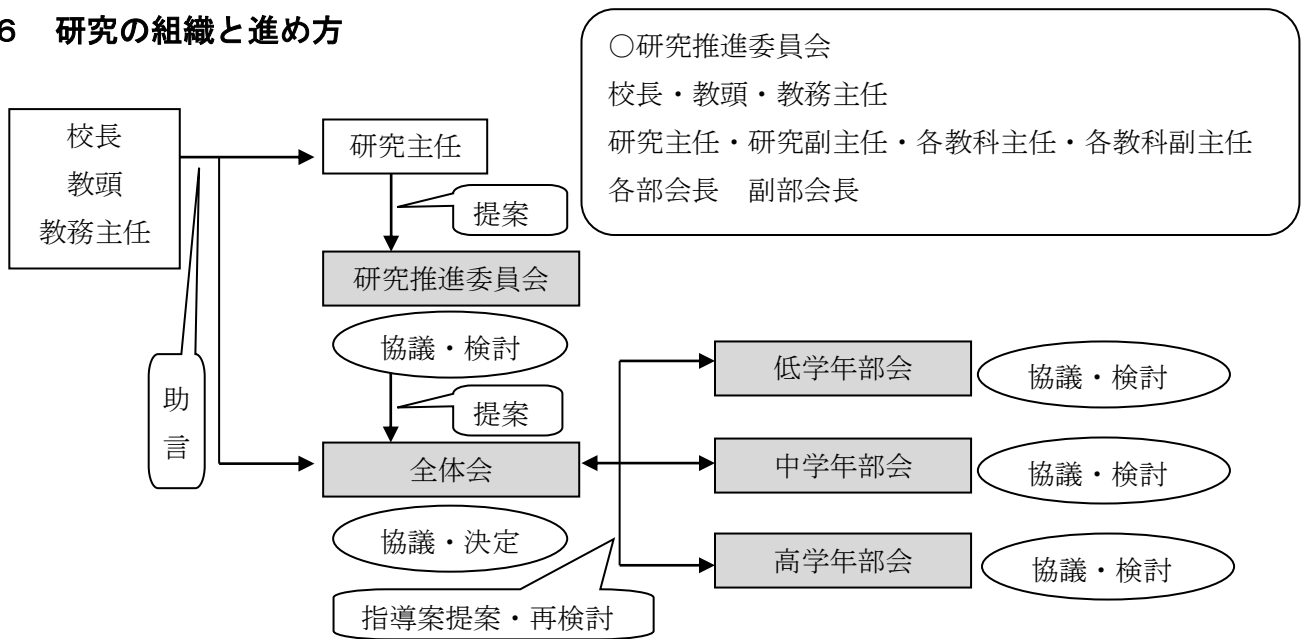 6 研究の組織と進め方
○研究推進委員会
校長・教頭・教務主任
研究主任・研究副主任・各教科主任・各教科副主任
各部会長 副部会長
校長
教頭
教務主任
研究主任
提案
研究推進委員会
協議・検討
助言
提案
全体会
協議・決定
指導案提案・再検討
低学年部会
協議・検討
中学年部会
協議・検討
高学年部会
協議・検討